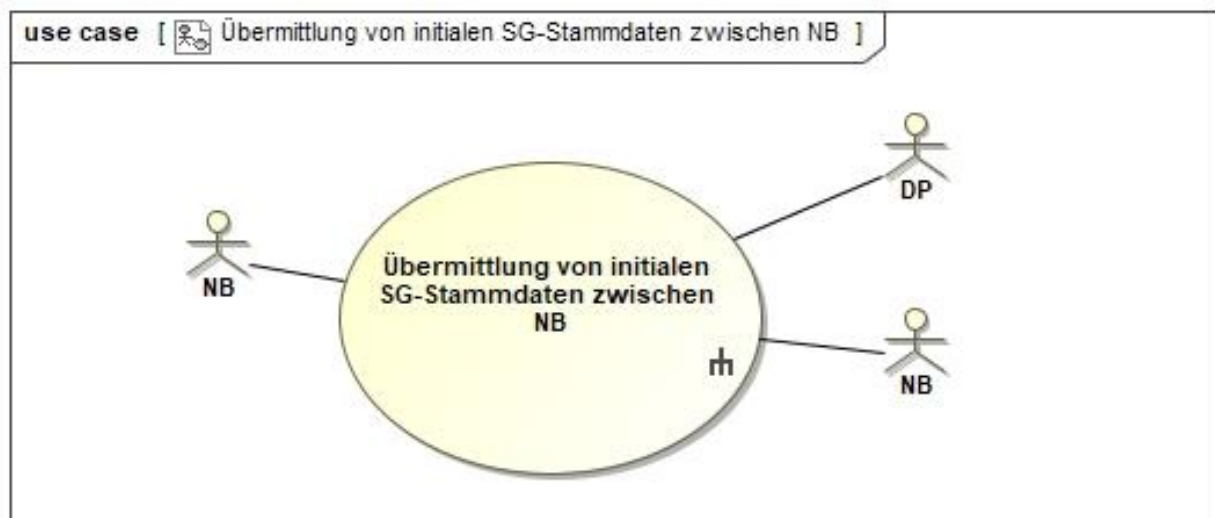 use case [ Übermittlung von initialen SG-Stammdaten zwischen NB ]
DP
NB
Übermittlung von initialen
SG-Stammdaten zwischen
NB
NB